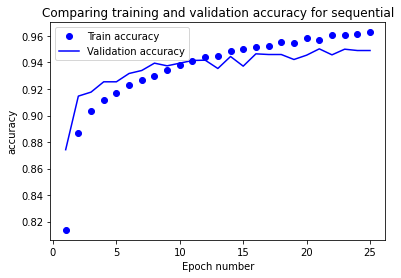 Comparing training and validation accuracy for sequential
Train accuracy
Validation accuracy
accuracy
0.96
0.94
0.92
0.90
0.88
0.86
0.84
0.82
0
5
10
15
20
25
Epoch number